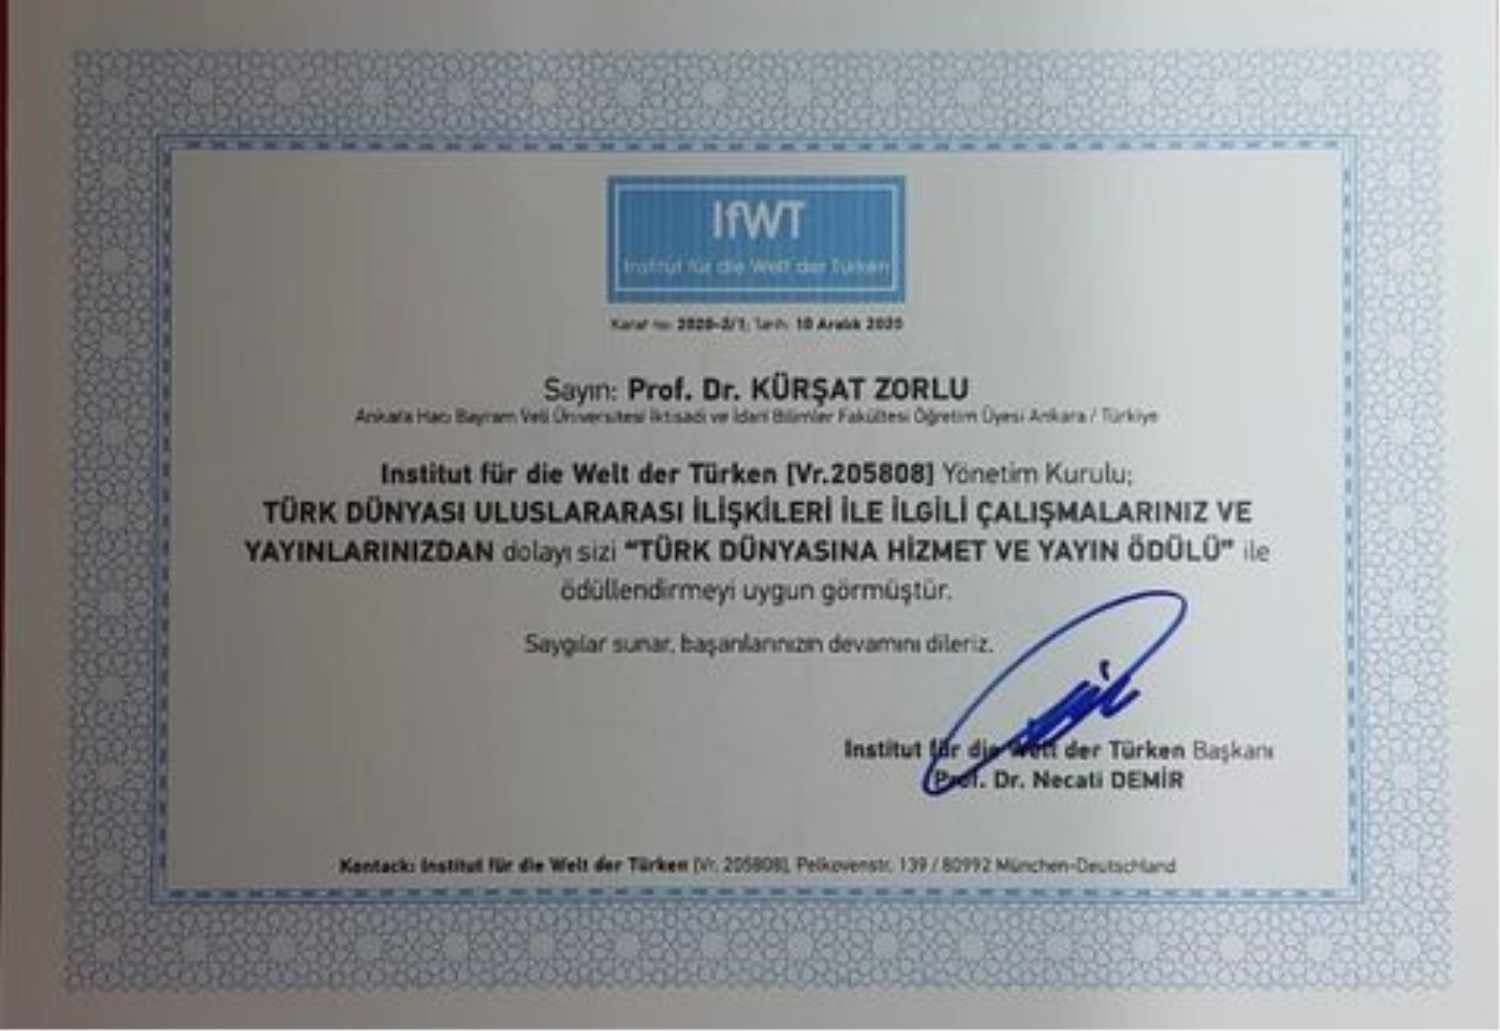 IfWT
Institut für die Welt der Türken
Karar no: 2020-2/1, Tarih: 10 Aralık 2020
Sayın: Prof. Dr. KÜRŞAT ZORLU
Ankara Hacı Bayram Veli Üniversitesi İktisadi ve İdari Bilimler Fakültesi Öğretim Üyesi Ankara / Türkiye
Institut für die Welt der Türken [Vr.205808] Yönetim Kurulu;
TÜRK DÜNYASI ULUSLARARASI İLİŞKİLERİ İLE İLGİLİ ÇALIŞMALARINIZ VE
YAYINLARINIZDAN dolayı sizi “TÜRK DÜNYASINA HİZMET VE YAYIN ÖDÜLÜ” ile
ödüllendirmeyi uygun görmüştür.
Saygılar sunar, başarılarınızın devamını dileriz.
Institut für die Welt der Türken Başkanı
Prof. Dr. Necati DEMİR
Kontack: Institut für die Welt der Türken [Vr. 205808], Pelkovenstr. 139 / 80992 München-Deutschland